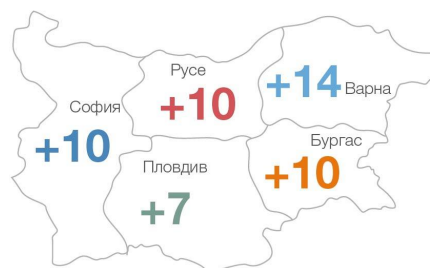 Русе
+10
+14 Варна
София
+10
Бургас
+10
Пловдив
+7